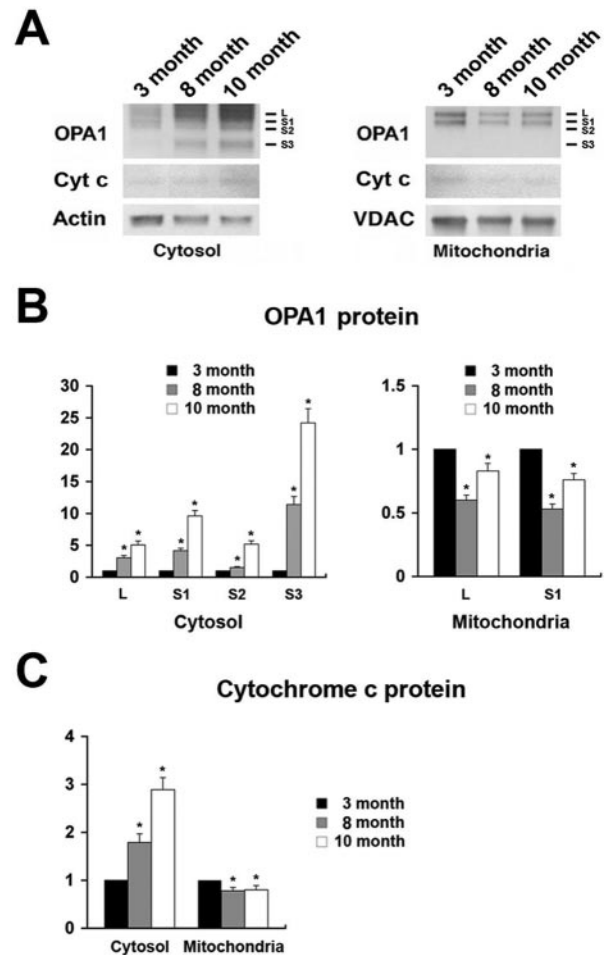 A
3 month 8 month 10 month 3 month 8 month 10 month
OPA1 L S1 S2 S3 OPA1 L S1 S2 S3
Cyt c Cyt c
Actin VDAC
Cytosol Mitochondria
B
OPA1 protein
3 month 3 month
8 month 8 month
10 month 10 month
30 25 20 15 10 5 0
1.5 1 0.5 0
* * * * * * * *
* * * *
L S1 S2 S3 L S1
Cytosol Mitochondria
C
Cytochrome c protein
4 3 2 1 0
* * * *
3 month
8 month
10 month
Cytosol Mitochondria